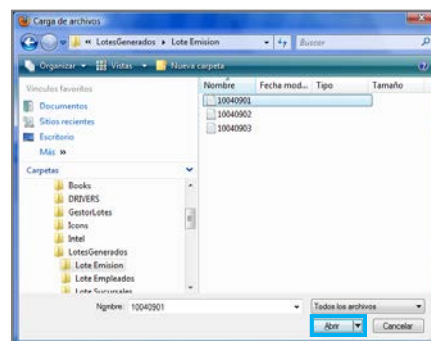 Carga de archivos
« LotesGenerados ▸ Lote Emision
Buscar
Organizar Vistas Nueva carpeta
Vínculos favoritos
Documentos
Sitios recientes
Escritorio
Más »
Carpetas
Books
DRIVERS
GestorLotes
Icons
Intel
LotesGenerados
Lote Emision
Lote Empleados
Lote Sucursales
Nombre Fecha mod... Tipo Tamaño
10040901
10040902
10040903
Nombre: 10040901
Todos los archivos
Abrir Cancelar